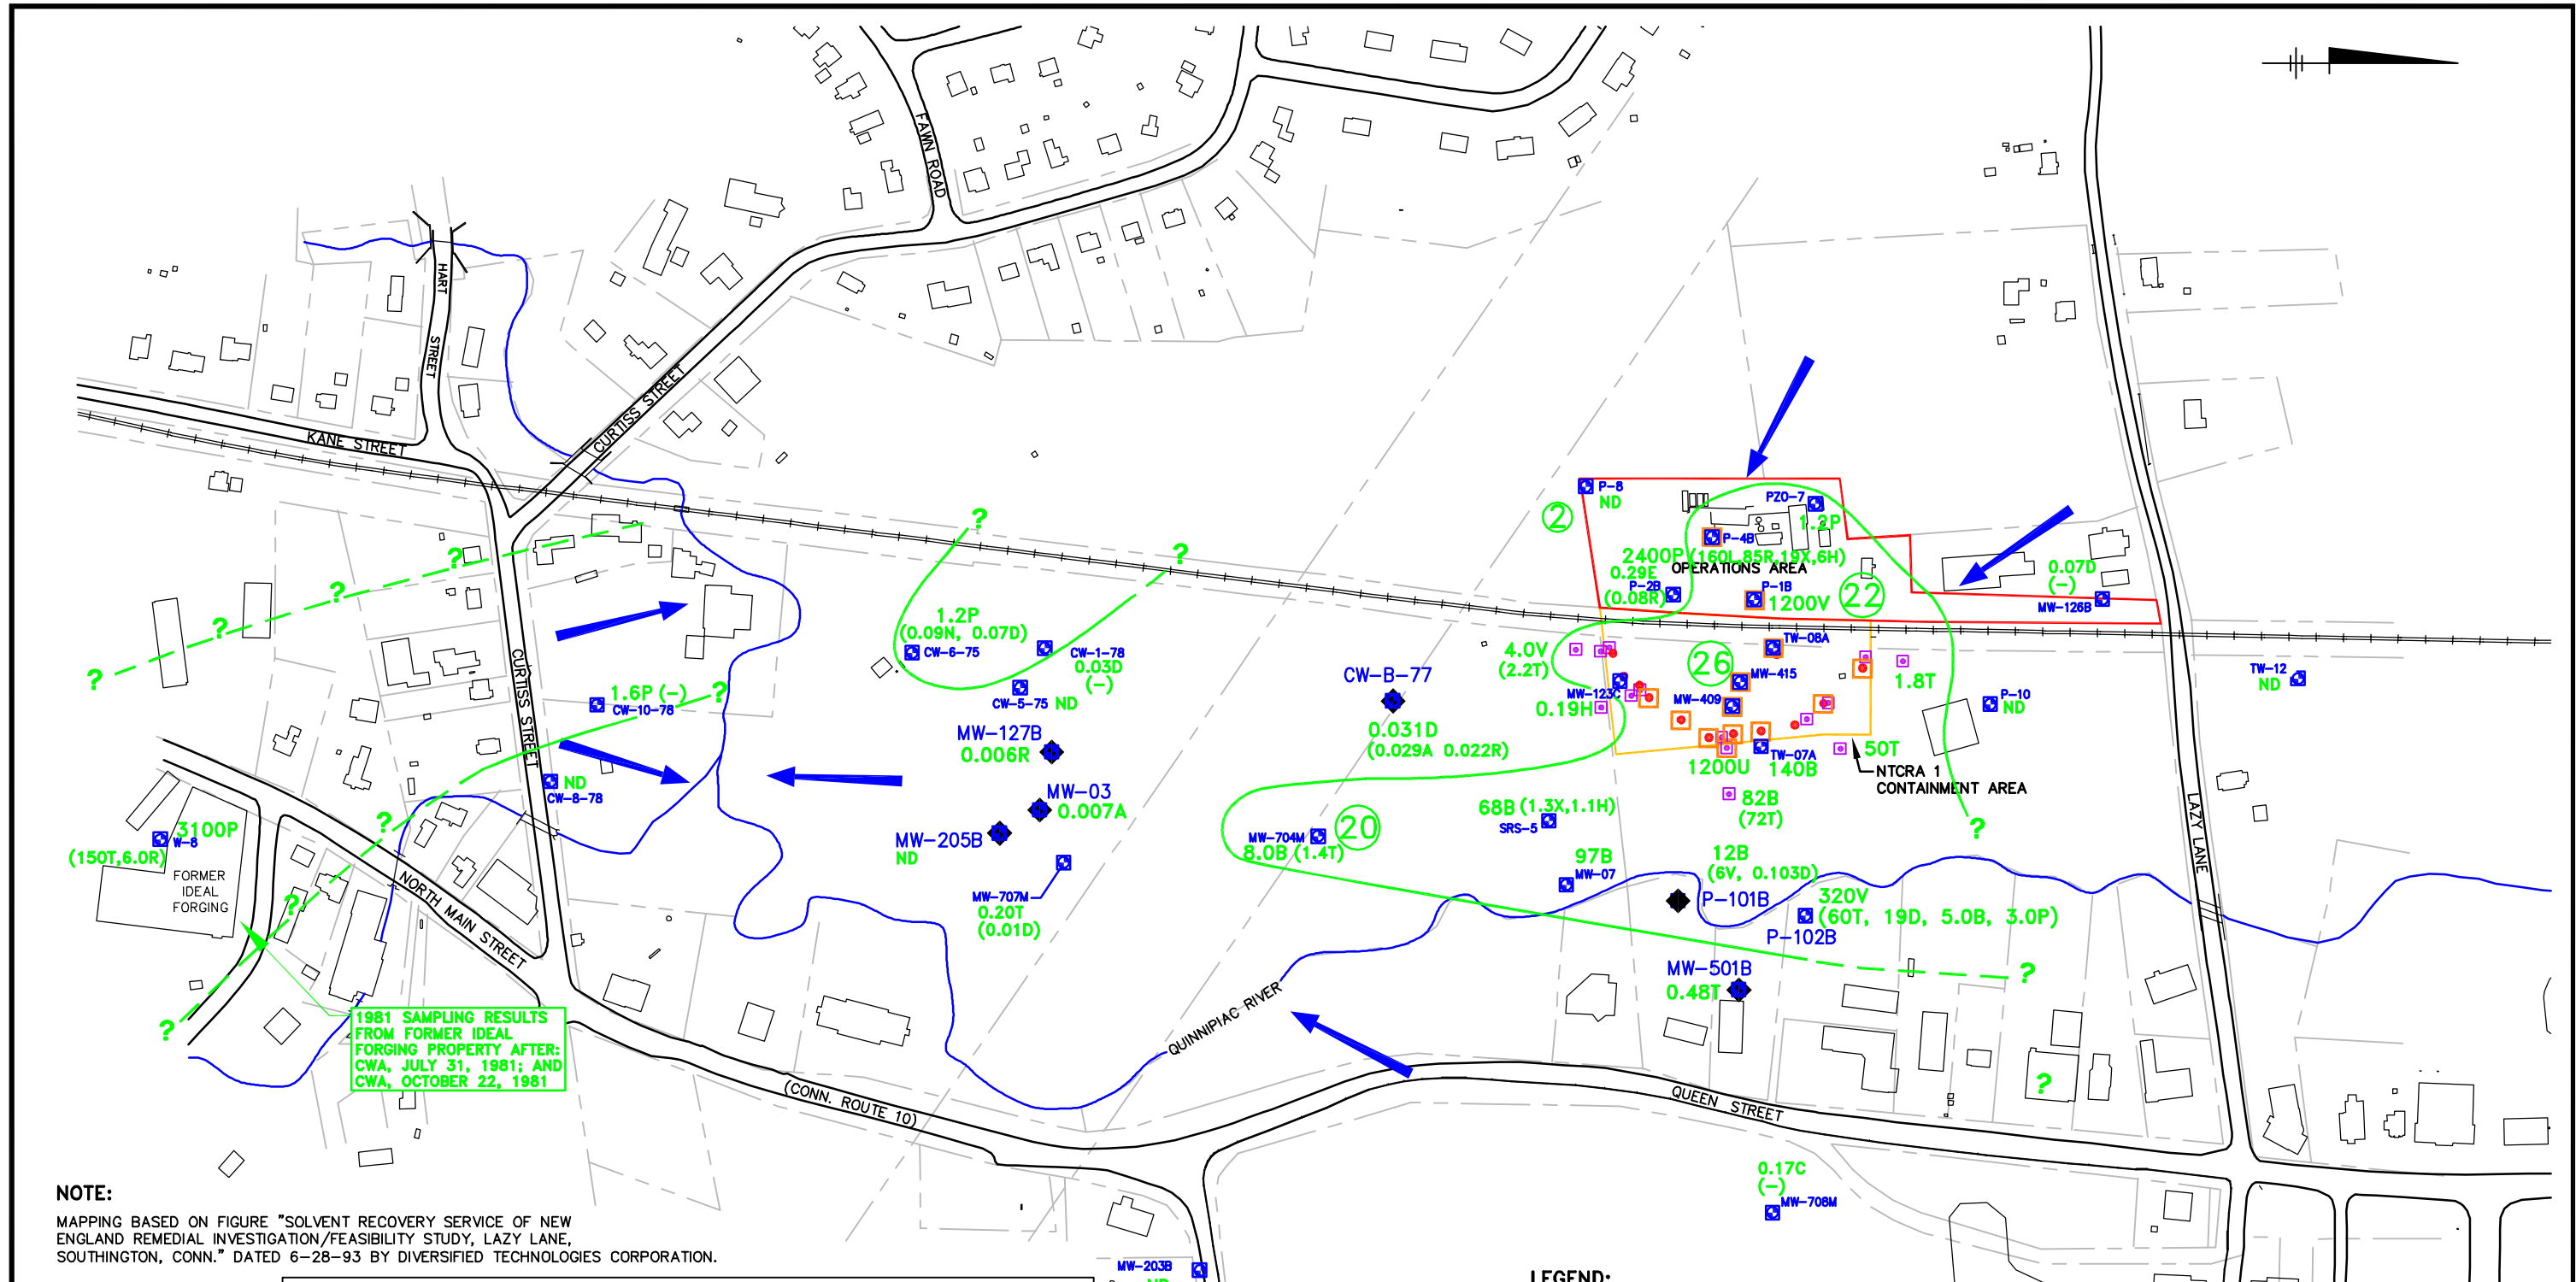 FAWN ROAD
HART
STREET
KANE STREET
CURTISS STREET
CURTISS STREET
?
?
?
?
?
?
?
?
?
?
?
1.2P
(0.09N, 0.07D)
CW-6-75
CW-1-78
0.03D
(-)
CW-5-75 ND
1.6P (-)
CW-10-78
ND
CW-8-78
MW-127B
0.006R
MW-03
0.007A
MW-205B
ND
MW-707M
0.20T
(0.01D)
CW-B-77
0.031D
(0.029A 0.022R)
2
P-8
ND
PZO-7
1.2P
P-4B
2400P (160L,85R,19X,6H)
OPERATIONS AREA
0.29E
P-2B
(0.08R)
P-1B
1200V
22
0.07D
(-)
MW-126B
4.0V
(2.2T)
TW-08A
26
MW-415
MW-123C
MW-409
0.19H
1.8T
P-10
ND
TW-12
ND
50T
TW-07A
1200U
140B
NTCRA 1
CONTAINMENT AREA
82B
(72T)
68B (1.3X,1.1H)
SRS-5
20
MW-704M
8.0B (1.4T)
97B
MW-07
12B
(6V, 0.103D)
P-101B
320V
(60T, 19D, 5.0B, 3.0P)
P-102B
MW-501B
0.48T
?
?
?
LAZY LANE
3100P
W-8
(150T,6.0R)
FORMER
IDEAL
FORGING
NORTH MAIN STREET
1981 SAMPLING RESULTS
FROM FORMER IDEAL
FORGING PROPERTY AFTER:
CWA, JULY 31, 1981; AND
CWA, OCTOBER 22, 1981
QUINNIPIAC RIVER
(CONN. ROUTE 10)
QUEEN STREET
0.17C
(-)
MW-708M
NOTE:
MAPPING BASED ON FIGURE "SOLVENT RECOVERY SERVICE OF NEW
ENGLAND REMEDIAL INVESTIGATION/FEASIBILITY STUDY, LAZY LANE,
SOUTHINGTON, CONN." DATED 6-28-93 BY DIVERSIFIED TECHNOLOGIES CORPORATION.
MW-203B
ND
LEGEND: